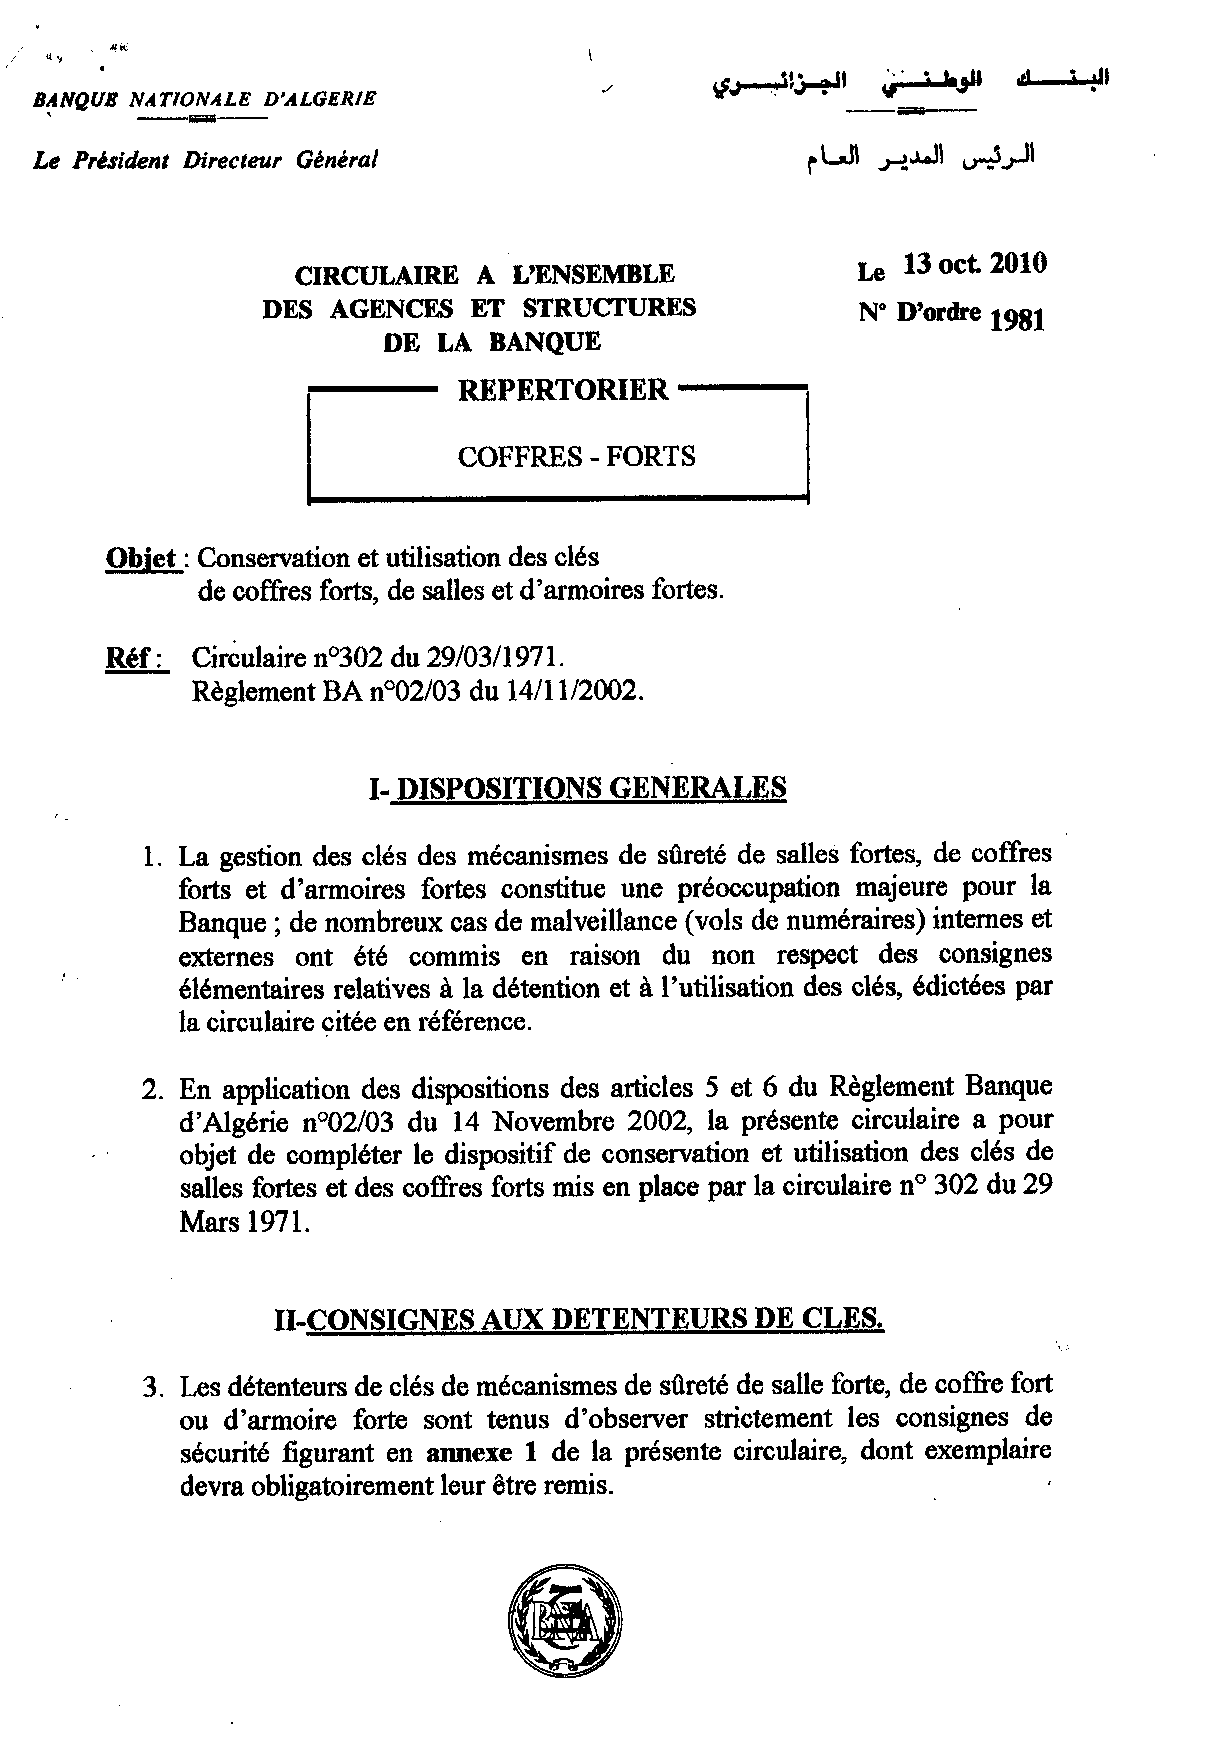 BANQUE NATIONALE D'ALGERIE
البنك الوطني الجزائري
Le Président Directeur Général
الرئيس المدير العام
CIRCULAIRE A L'ENSEMBLE
DES AGENCES ET STRUCTURES
DE LA BANQUE
Le 13 oct. 2010
N° D'ordre 1981
REPERTORIER
COFFRES - FORTS
Objet : Conservation et utilisation des clés
de coffres forts, de salles et d'armoires fortes.
Réf : Circulaire n°302 du 29/03/1971.
Règlement BA n°02/03 du 14/11/2002.
I- DISPOSITIONS GENERALES
1. La gestion des clés des mécanismes de sûreté de salles fortes, de coffres
forts et d'armoires fortes constitue une préoccupation majeure pour la
Banque ; de nombreux cas de malveillance (vols de numéraires) internes et
externes ont été commis en raison du non respect des consignes
élémentaires relatives à la détention et à l'utilisation des clés, édictées par
la circulaire citée en référence.
2. En application des dispositions des articles 5 et 6 du Règlement Banque
d'Algérie n°02/03 du 14 Novembre 2002, la présente circulaire a pour
objet de compléter le dispositif de conservation et utilisation des clés de
salles fortes et des coffres forts mis en place par la circulaire n° 302 du 29
Mars 1971.
II-CONSIGNES AUX DETENTEURS DE CLES.
3. Les détenteurs de clés de mécanismes de sûreté de salle forte, de coffre fort
ou d'armoire forte sont tenus d'observer strictement les consignes de
sécurité figurant en annexe 1 de la présente circulaire, dont exemplaire
devra obligatoirement leur être remis.
BNA